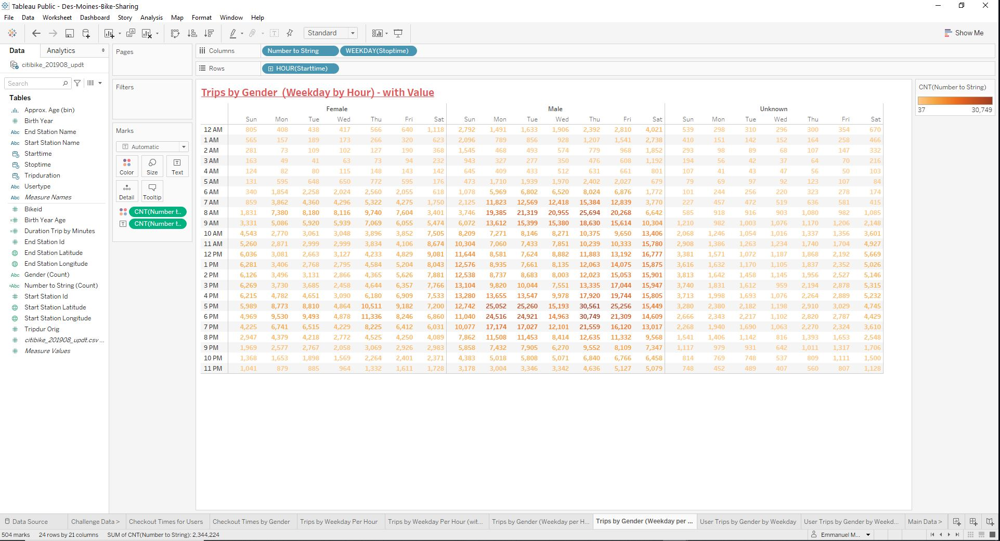 Tableau Public - Des-Moines-Bike-Sharing
File Data Worksheet Dashboard Story Analysis Map Format Window Help
Standard
Show Me
Data Analytics
citibike_201908_updt
Search
Tables
Approx. Age (bin)
Birth Year
Abc End Station Name
Abc Start Station Name
Starttime
Stoptime
Tripduration
Abc Usertype
Abc Measure Names
Bikeid
Birth Year Age
Duration Trip by Minutes
End Station Id
End Station Latitude
End Station Longitude
Abc Gender (Count)
=Abc Number to String (Count)
Start Station Id
Start Station Latitude
Start Station Longitude
Tripdur Orig
citibike_201908_updt.csv ...
Measure Values
Pages
Filters
Marks
Automatic
Color Size Text
Detail Tooltip
CNT(Number t..
CNT(Number t..
Columns Number to String WEEKDAY(Stoptime)
Rows HOUR(Starttime)
Trips by Gender (Weekday by Hour) - with Value
Female Male Unknown
Sun Mon Tue Wed Thu Fri Sat Sun Mon Tue Wed Thu Fri Sat Sun Mon Tue Wed Thu Fri Sat
12 AM 805 408 438 417 566 640 1,118 2,792 1,491 1,633 1,906 2,392 2,810 4,021 539 298 310 296 300 354 670
1 AM 565 157 189 173 266 320 623 2,096 789 856 928 1,207 1,541 2,738 410 151 142 152 164 258 466
2 AM 281 73 109 102 127 190 368 1,545 468 493 574 779 968 1,852 293 98 89 68 107 147 332
3 AM 163 49 41 63 73 94 232 943 327 277 350 476 608 1,192 194 56 42 37 64 70 216
4 AM 124 82 80 115 148 143 142 645 409 433 512 631 661 801 107 41 43 47 56 50 103
5 AM 131 595 648 650 772 595 176 473 1,710 1,939 1,970 2,402 2,027 679 79 69 97 92 123 107 84
6 AM 340 1,854 2,258 2,024 2,560 2,055 618 1,078 5,969 6,802 6,520 8,024 6,876 1,772 101 244 256 220 323 278 174
7 AM 859 3,862 4,360 4,296 5,322 4,275 1,750 2,125 11,823 12,569 12,418 15,384 12,839 3,770 227 457 472 519 636 581 415
8 AM 1,831 7,380 8,180 8,116 9,740 7,604 3,401 3,746 19,385 21,319 20,955 25,694 20,268 6,642 585 918 916 903 1,080 982 1,085
9 AM 3,331 5,086 5,920 5,939 7,069 6,055 5,474 6,072 13,612 15,399 15,380 18,630 15,614 10,304 1,210 982 1,003 1,076 1,170 1,206 2,148
10 AM 4,543 2,770 3,061 3,048 3,896 3,852 7,505 8,209 7,271 8,146 8,271 10,375 9,650 13,406 2,068 1,246 1,054 1,016 1,337 1,356 3,601
11 AM 5,260 2,871 2,999 2,999 3,834 4,106 8,674 10,304 7,060 7,433 7,851 10,239 10,333 15,780 2,908 1,386 1,263 1,234 1,740 1,704 4,927
12 PM 6,036 3,081 2,663 3,127 4,233 4,829 9,081 11,644 8,581 7,624 8,882 11,883 13,192 16,777 3,381 1,571 1,072 1,187 1,868 2,192 5,669
1 PM 6,281 3,406 2,768 2,795 4,584 5,204 8,043 12,576 8,935 7,661 8,135 12,063 14,075 15,875 3,616 1,632 1,170 1,105 1,837 2,352 5,026
2 PM 6,126 3,496 3,131 2,866 4,365 5,626 7,881 12,538 8,737 8,683 8,003 12,023 15,053 15,901 3,813 1,642 1,458 1,145 1,956 2,527 5,146
3 PM 6,269 3,730 3,685 2,458 4,644 6,357 7,766 13,104 9,820 10,044 7,551 13,335 17,044 15,947 3,740 1,831 1,612 959 2,194 2,878 5,315
4 PM 6,215 4,782 4,651 3,090 6,180 6,909 7,533 13,280 13,655 13,547 9,978 17,920 19,744 15,805 3,713 1,998 1,693 1,076 2,264 2,889 5,232
5 PM 5,989 8,773 8,810 4,864 10,511 9,182 7,200 12,742 25,052 25,260 15,193 30,561 25,256 15,449 3,280 2,380 2,182 1,198 2,910 3,029 4,745
6 PM 4,969 9,530 9,493 4,878 11,336 8,246 6,860 11,040 24,516 24,921 14,963 30,749 21,309 14,609 2,666 2,343 2,217 1,102 2,820 2,787 4,429
7 PM 4,225 6,741 6,515 4,229 8,225 6,412 6,031 10,077 17,174 17,027 12,101 21,559 16,120 13,017 2,268 1,940 1,690 1,063 2,270 2,324 3,610
8 PM 2,947 4,379 4,218 2,772 4,525 4,250 4,089 7,862 11,508 11,453 8,414 12,635 11,332 9,568 1,541 1,406 1,142 816 1,393 1,653 2,548
9 PM 1,969 2,577 2,767 2,058 3,069 2,926 2,983 5,858 7,432 7,905 6,270 9,552 8,109 7,347 1,117 979 931 642 1,011 1,317 1,706
10 PM 1,368 1,653 1,898 1,569 2,264 2,401 2,371 4,383 5,018 5,808 5,071 6,840 6,766 6,458 814 769 748 537 809 1,111 1,500
11 PM 1,041 879 885 964 1,332 1,611 1,728 3,178 3,004 3,346 3,342 4,636 5,127 5,079 748 452 489 407 560 807 1,128
CNT(Number to String)
37 30,749
Data Source Challenge Data > Checkout Times for Users Checkout Times by Gender Trips by Weekday Per Hour Trips by Weekday Per Hour (wit... Trips by Gender (Weekday per H... Trips by Gender (Weekday per ... User Trips by Gender by Weekday User Trips by Gender by Weekd... Main Data >
504 marks 24 rows by 21 columns SUM of CNT(Number to String): 2,344,224 Emmanuel M...